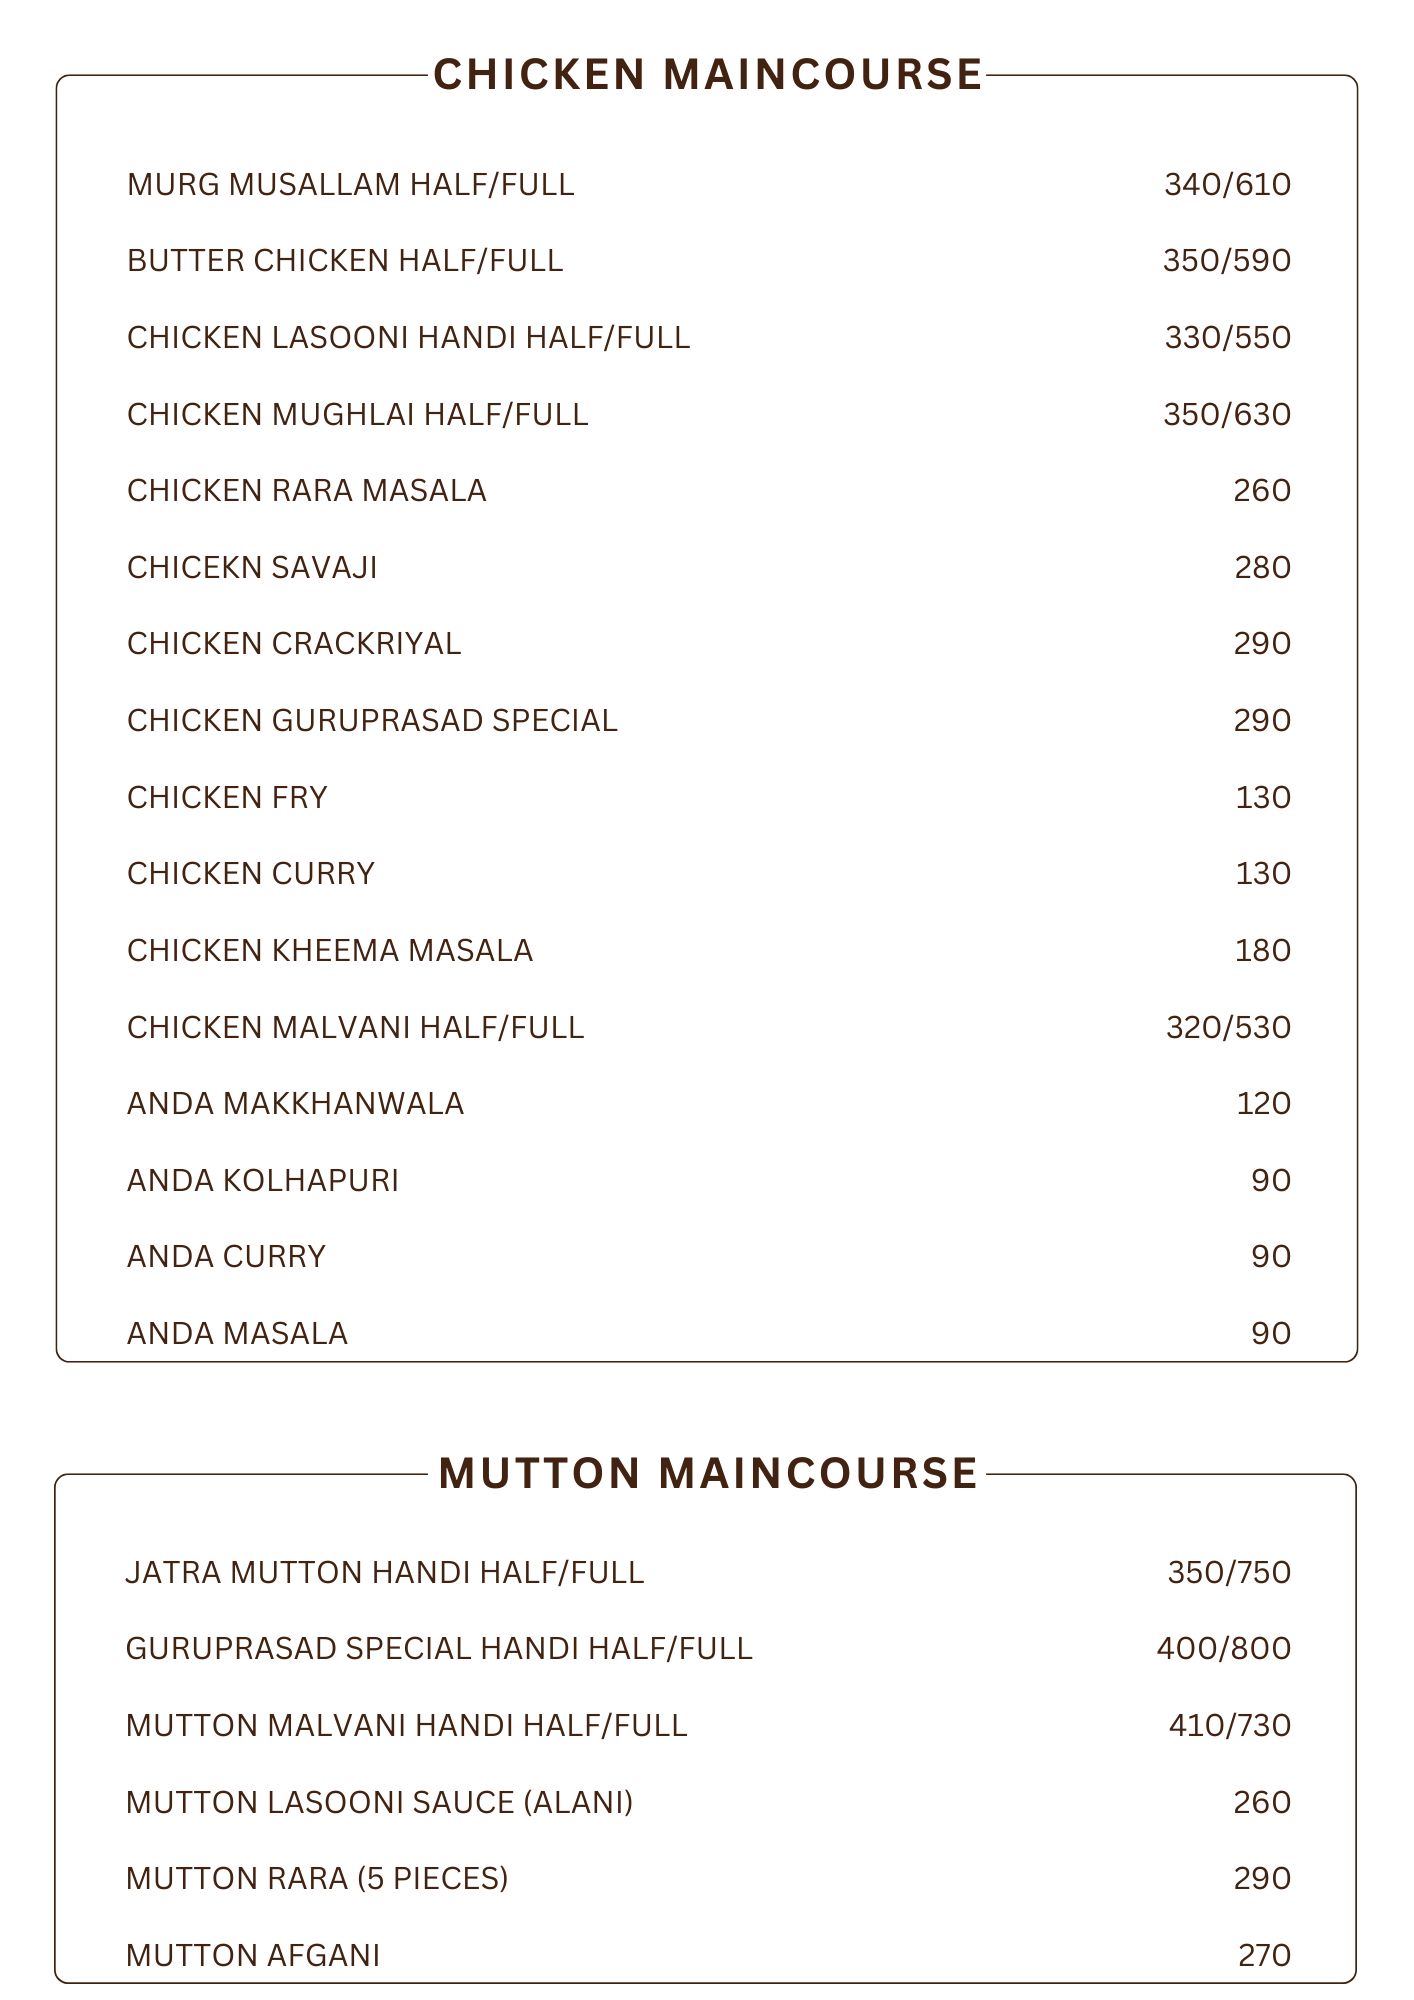 CHICKEN MAINCOURSE
MURG MUSALLAM HALF/FULL 340/610
BUTTER CHICKEN HALF/FULL 350/590
CHICKEN LASOONI HANDI HALF/FULL 330/550
CHICKEN MUGHLAI HALF/FULL 350/630
CHICKEN RARA MASALA 260
CHICEKN SAVAJI 280
CHICKEN CRACKRIYAL 290
CHICKEN GURUPRASAD SPECIAL 290
CHICKEN FRY 130
CHICKEN CURRY 130
CHICKEN KHEEMA MASALA 180
CHICKEN MALVANI HALF/FULL 320/530
ANDA MAKKHANWALA 120
ANDA KOLHAPURI 90
ANDA CURRY 90
ANDA MASALA 90
MUTTON MAINCOURSE
JATRA MUTTON HANDI HALF/FULL 350/750
GURUPRASAD SPECIAL HANDI HALF/FULL 400/800
MUTTON MALVANI HANDI HALF/FULL 410/730
MUTTON LASOONI SAUCE (ALANI) 260
MUTTON RARA (5 PIECES) 290
MUTTON AFGANI 270